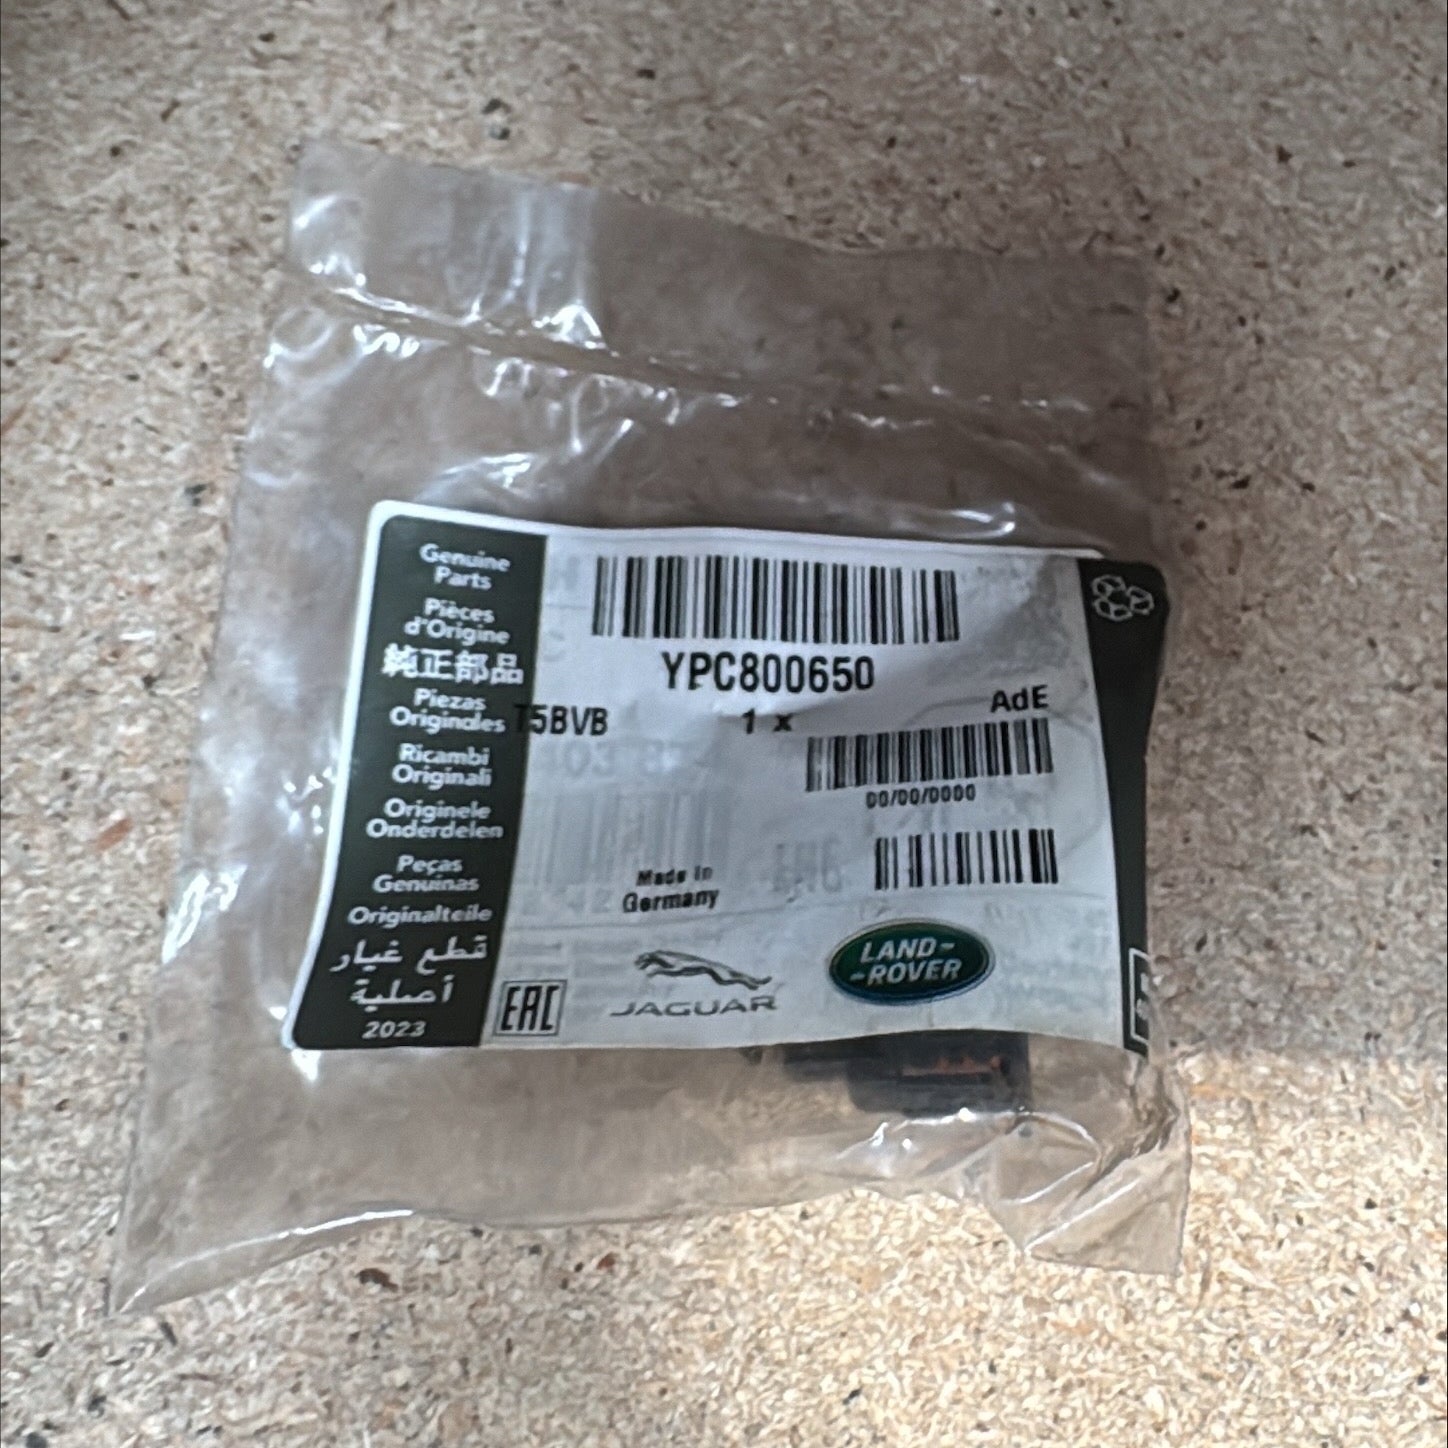 Genuine
Parts
Pièces
d'Origine
純正部品
Piezas
Originales
Ricambi
Originali
Originele
Onderdelen
Peças
Genuinas
Originalteile
قطع غيار
أصلية
2023
YPC800650
T5BVB
1 x
AdE
00/00/0000
Made in
Germany
EAC
JAGUAR
LAND-
-ROVER